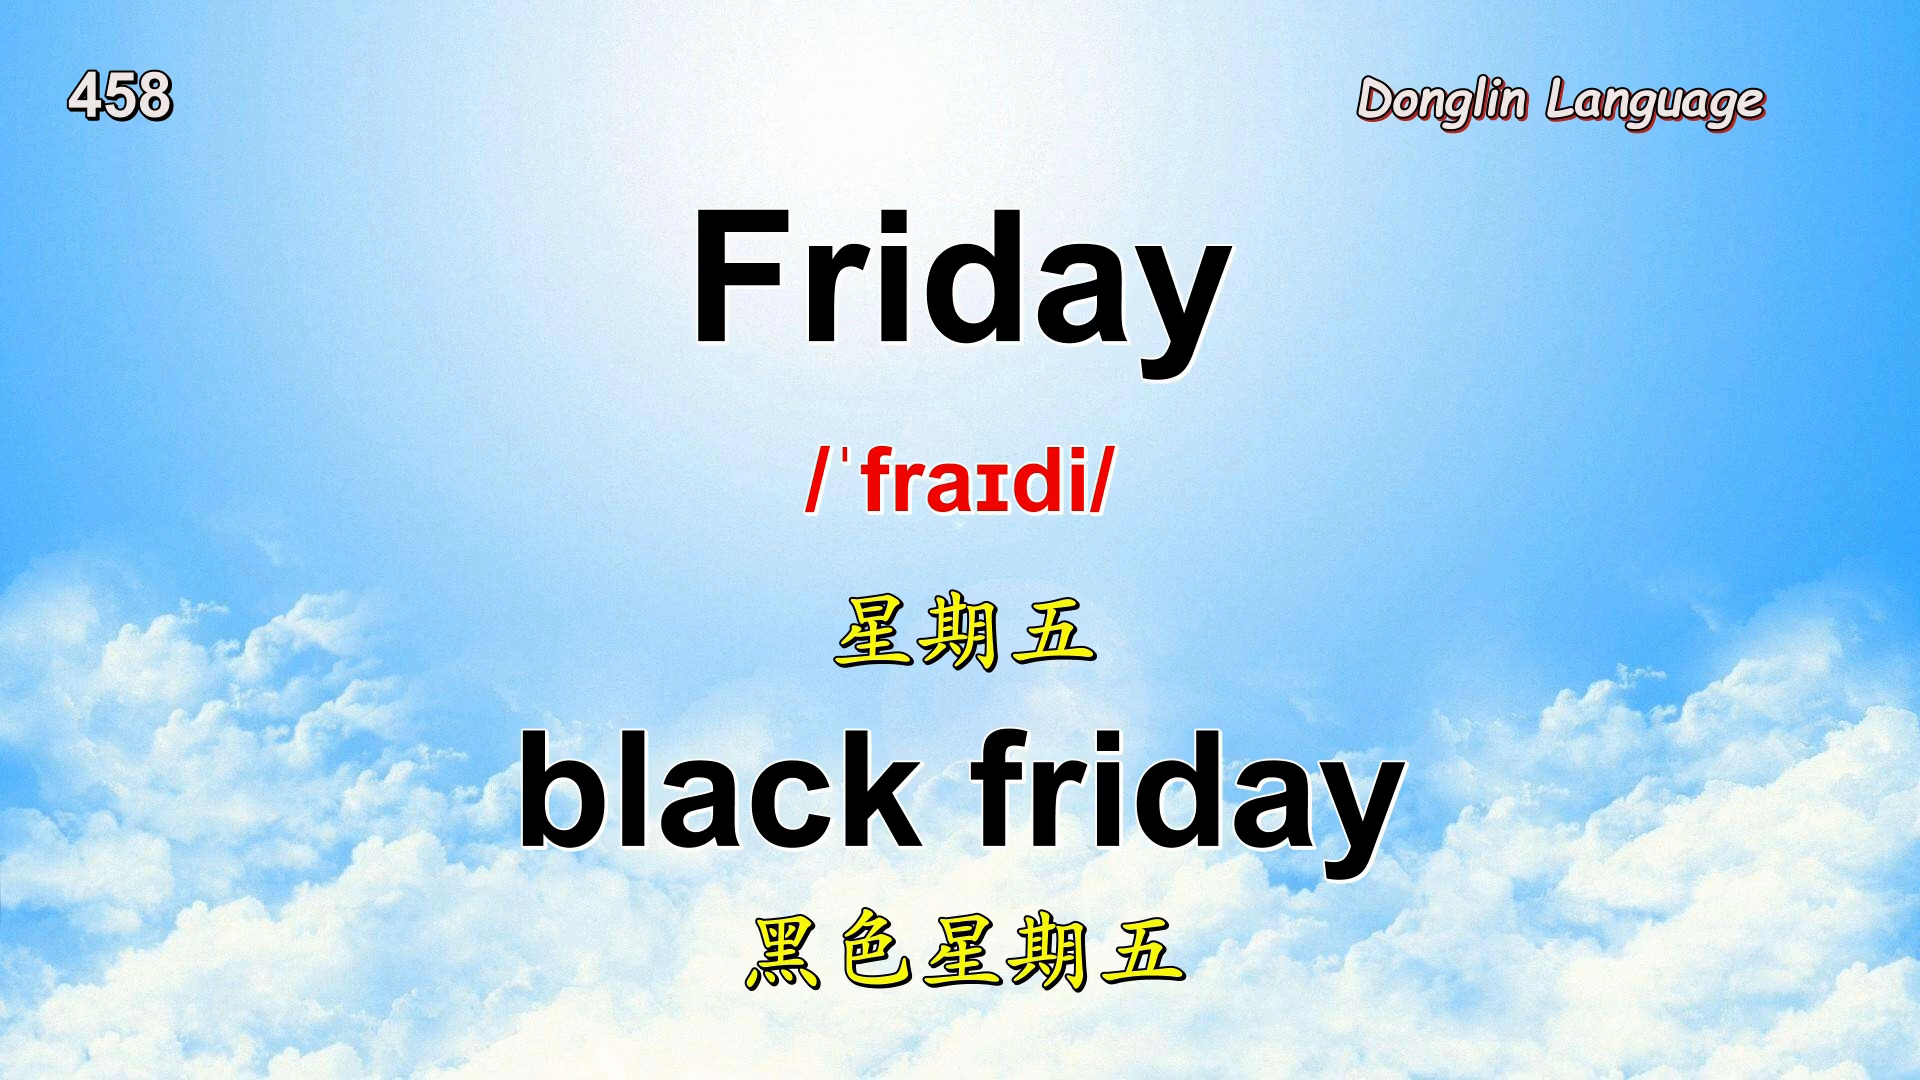 458
Donglin Language
Friday
/ˈfraɪdi/
星期五
black friday
黑色星期五